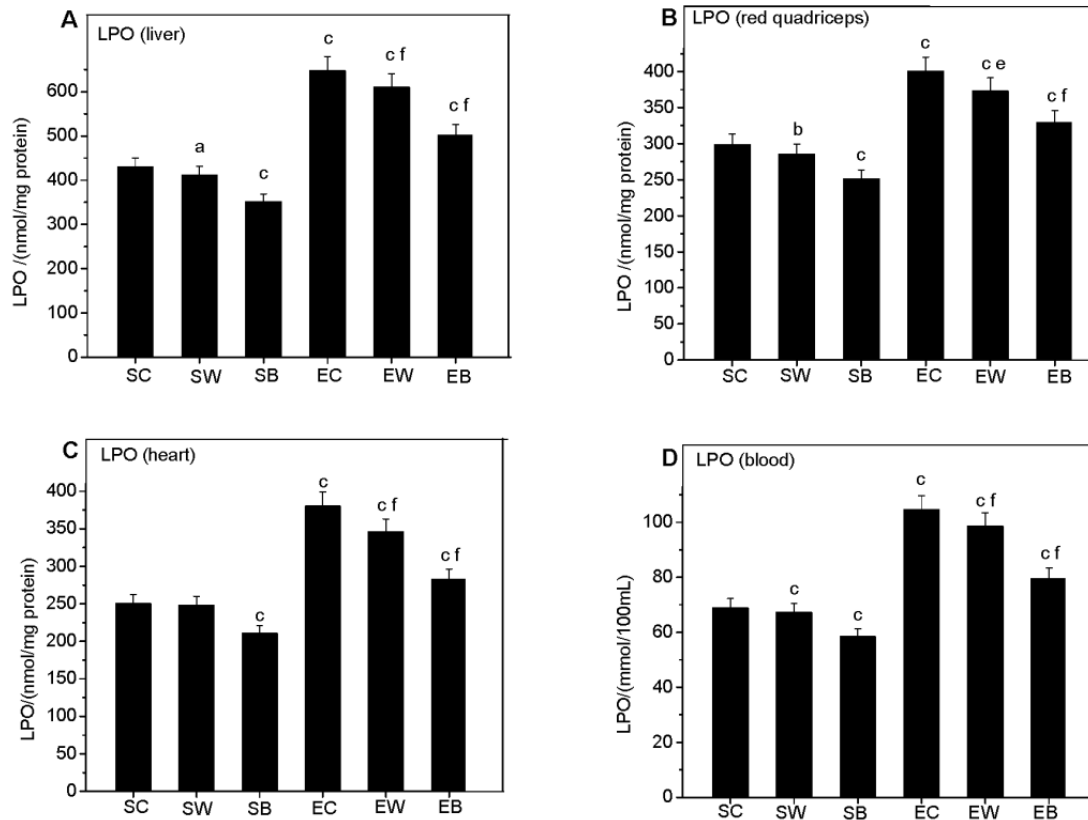 A
LPO (liver)
LPO /(nmol/mg protein)
600
500
400
300
200
100
0
a
c
c
c f
c f
SC SW SB EC EW EB
B
LPO (red quadriceps)
LPO /(nmol/mg protein)
400
350
300
250
200
150
100
50
0
b
c
c
c e
c f
SC SW SB EC EW EB
C
LPO (heart)
LPO/(nmol/mg protein)
400
350
300
250
200
150
100
50
0
c
c
c f
c f
SC SW SB EC EW EB
D
LPO (blood)
LPO/(mmol/100mL)
100
80
60
40
20
0
c
c
c
c f
c f
SC SW SB EC EW EB